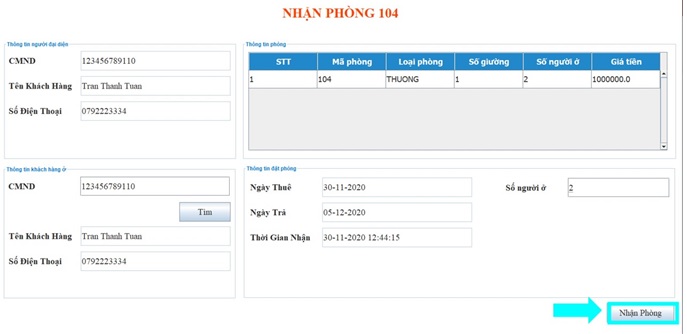 NHẬN PHÒNG 104
Thông tin người đại diện
CMND 123456789110
Tên Khách Hàng Tran Thanh Tuan
Số Điện Thoại 0792223334
Thông tin phòng
STT Mã phòng Loại phòng Số giường Số người ở Giá tiền
1 104 THUONG 1 2 1000000.0
Thông tin khách hàng ở
CMND 123456789110
Tìm
Tên Khách Hàng Tran Thanh Tuan
Số Điện Thoại 0792223334
Thông tin đặt phòng
Ngày Thuê 30-11-2020 Số người ở 2
Ngày Trả 05-12-2020
Thời Gian Nhận 30-11-2020 12:44:15
Nhận Phòng